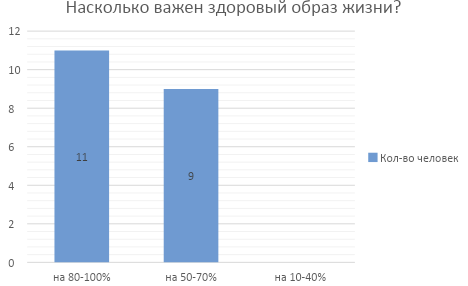 Насколько важен здоровый образ жизни?
12
10
8
6
4
2
0
11
9
на 80-100%
на 50-70%
на 10-40%
Кол-во человек